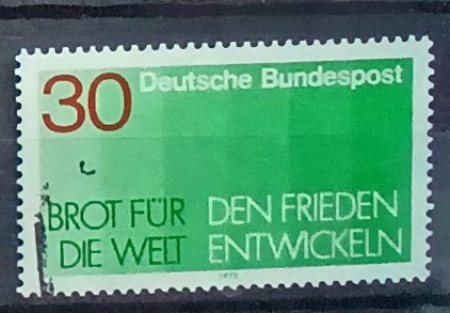 30 Deutsche Bundespost
BROT FÜR DEN FRIEDEN
DIE WELT ENTWICKELN